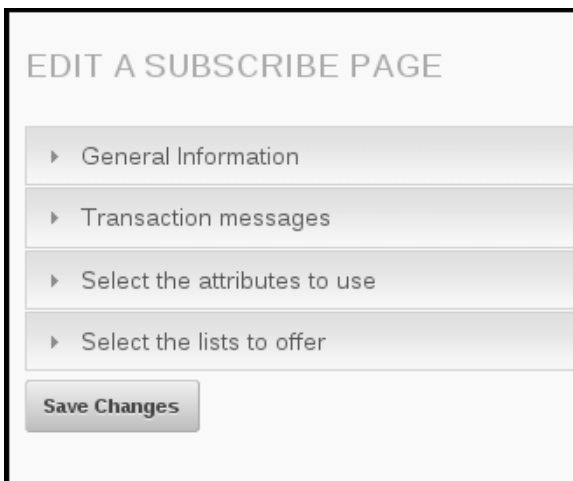 EDIT A SUBSCRIBE PAGE
General Information
Transaction messages
Select the attributes to use
Select the lists to offer
Save Changes